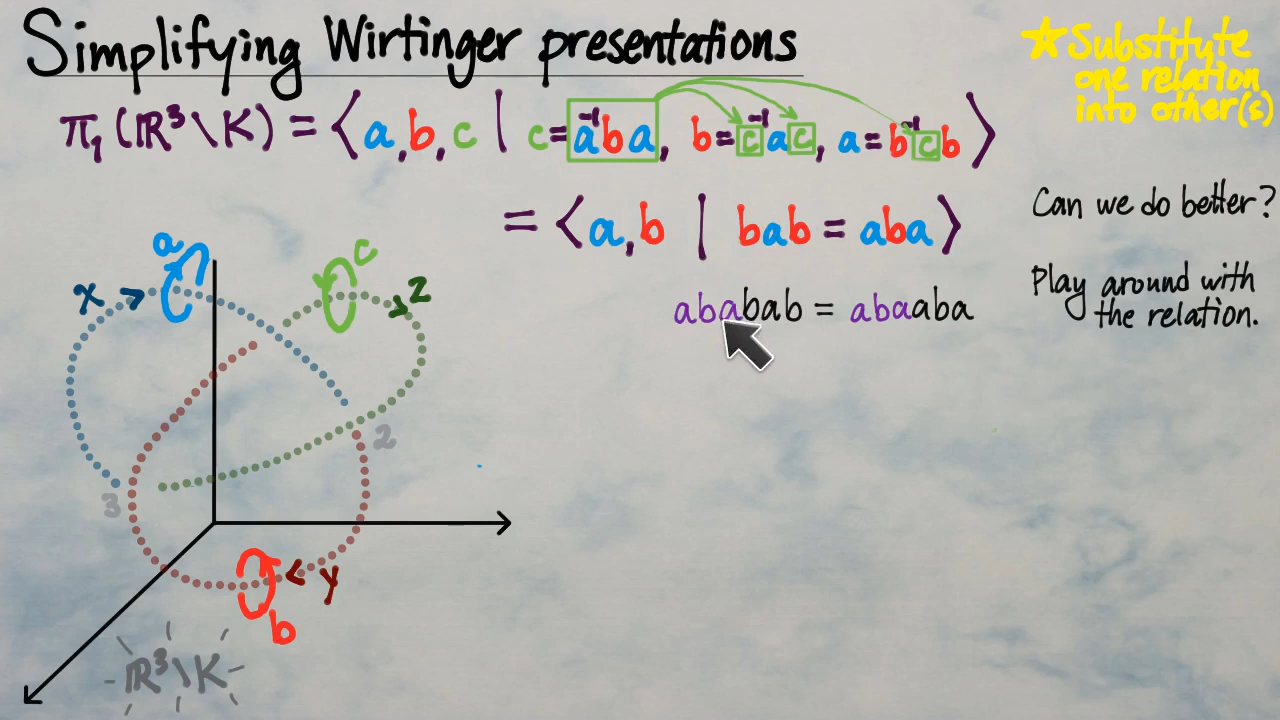 Simplifying Wirtinger presentations
π₁(ℝ³\K) = ⟨a, b, c | c=a⁻¹ba, b=c⁻¹ac, a=b⁻¹cb⟩
= ⟨a, b | bab = aba⟩
ababab = abaaba
★ Substitute
one relation
into other(s)
Can we do better?
Play around with
the relation.
a
c
x >
z
2
3
< y
b
ℝ³\K